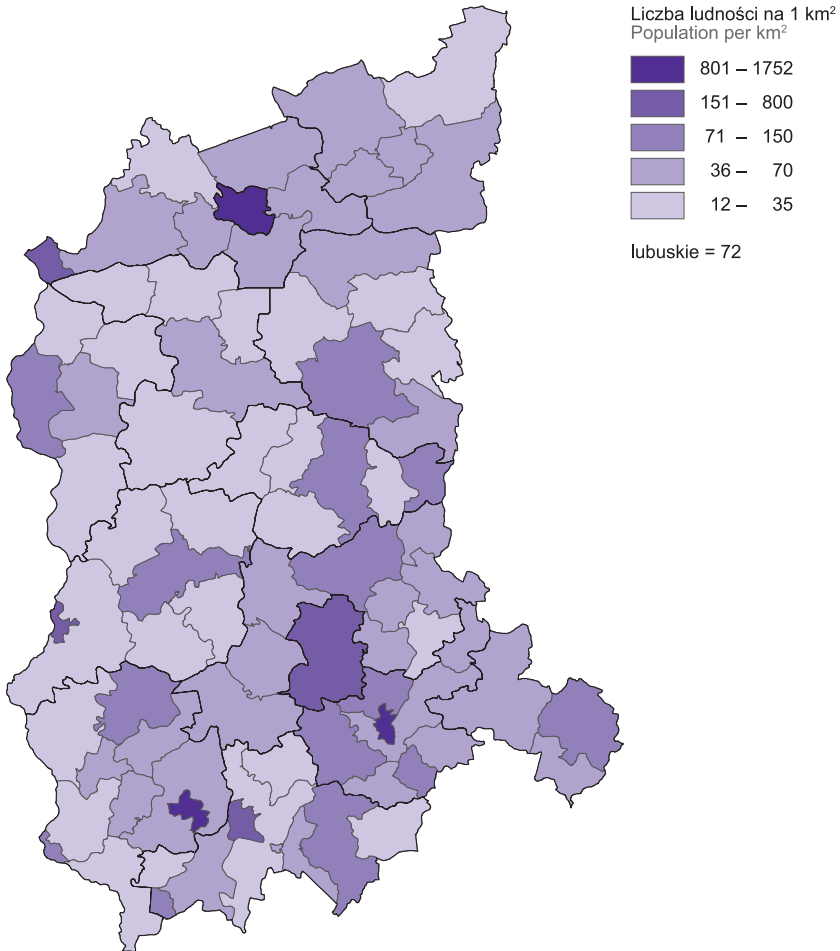 Liczba ludności na 1 km²
Population per km²
801 – 1752
151 – 800
71 – 150
36 – 70
12 – 35
lubuskie = 72